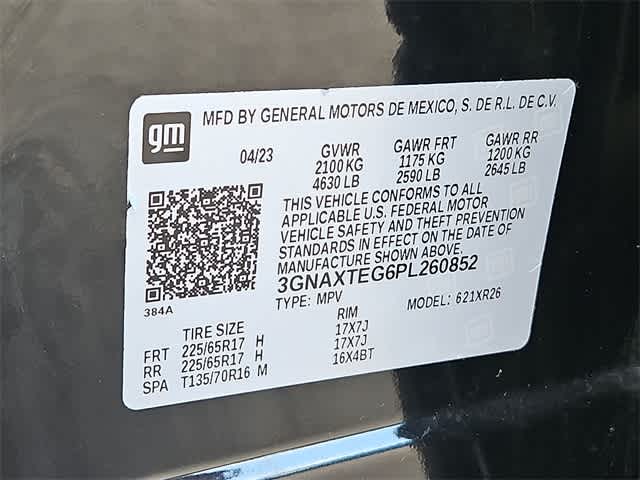 gm
MFD BY GENERAL MOTORS DE MEXICO, S. DE R.L. DE C.V.
04/23
GVWR GAWR FRT GAWR RR
2100 KG 1175 KG 1200 KG
4630 LB 2590 LB 2645 LB
THIS VEHICLE CONFORMS TO ALL
APPLICABLE U.S. FEDERAL MOTOR
VEHICLE SAFETY AND THEFT PREVENTION
STANDARDS IN EFFECT ON THE DATE OF
MANUFACTURE SHOWN ABOVE.
3GNAXTEG6PL260852
TYPE: MPV MODEL: 621XR26
384A
TIRE SIZE RIM
FRT 225/65R17 H 17X7J
RR 225/65R17 H 17X7J
SPA T135/70R16 M 16X4BT